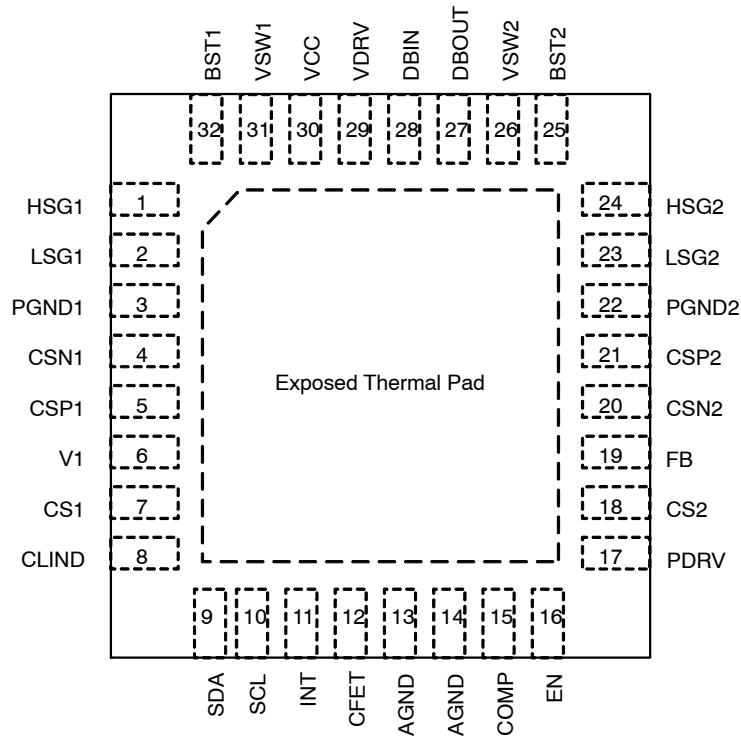 BST1 VSW1 VCC VDRV DBIN DBOUT VSW2 BST2
32 31 30 29 28 27 26 25
HSG1 1 24 HSG2
LSG1 2 23 LSG2
PGND1 3 22 PGND2
CSN1 4 21 CSP2
Exposed Thermal Pad
CSP1 5 20 CSN2
V1 6 19 FB
CS1 7 18 CS2
CLIND 8 17 PDRV
9 10 11 12 13 14 15 16
SDA SCL INT CFET AGND AGND COMP EN